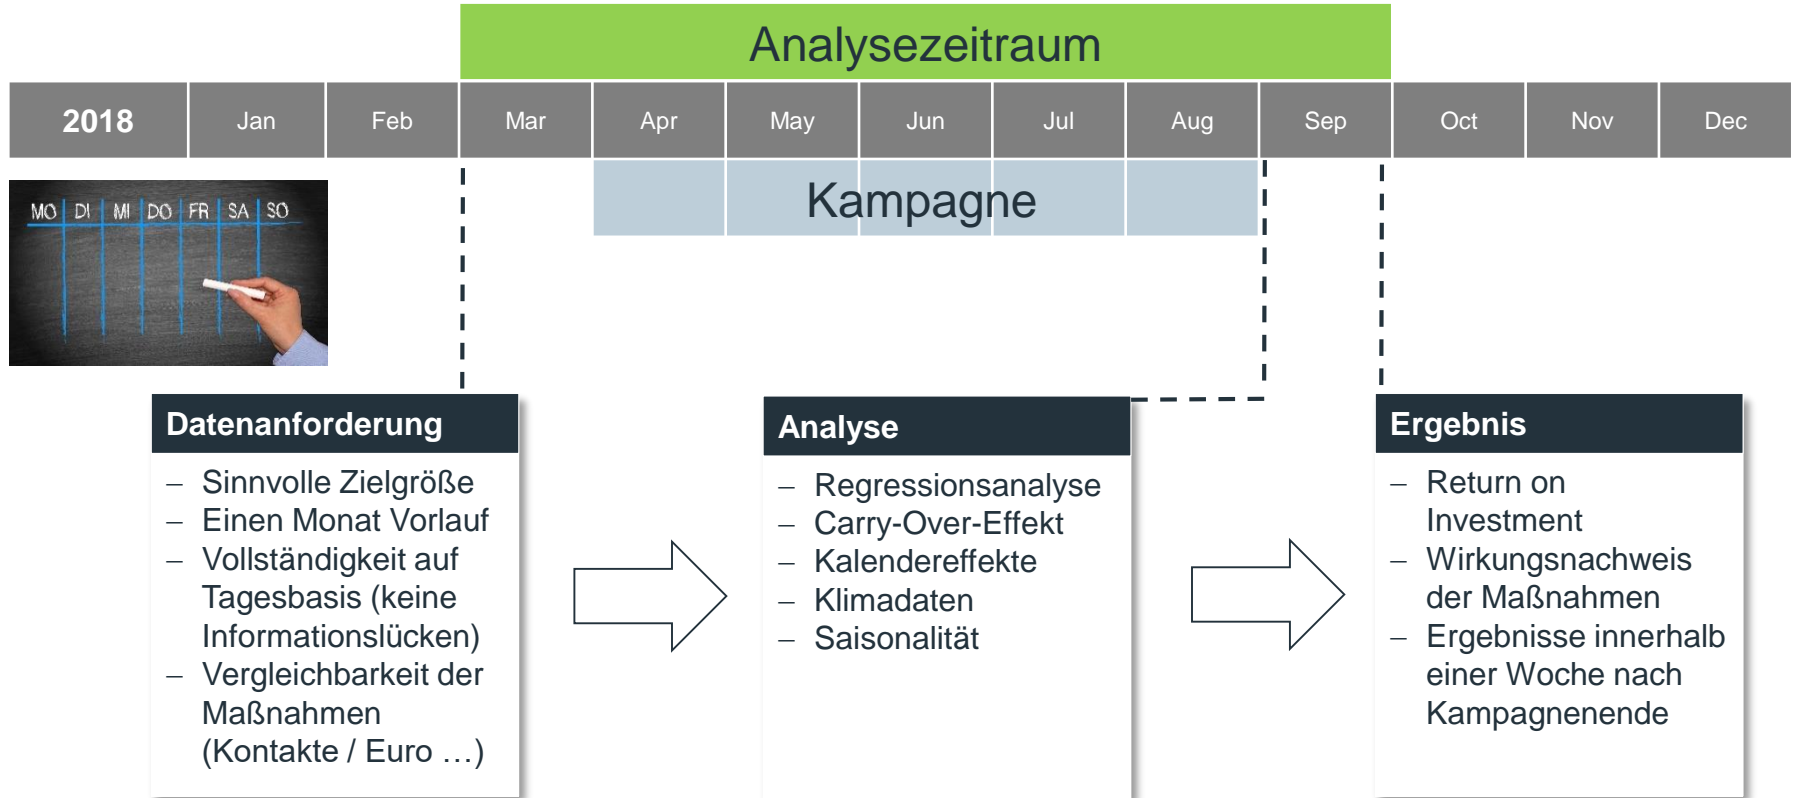 Analysezeitraum
2018 Jan Feb Mar Apr May Jun Jul Aug Sep Oct Nov Dec
Kampagne
MO DI MI DO FR SA SO
Datenanforderung
– Sinnvolle Zielgröße
– Einen Monat Vorlauf
– Vollständigkeit auf
Tagesbasis (keine
Informationslücken)
– Vergleichbarkeit der
Maßnahmen
(Kontakte / Euro …)
Analyse
– Regressionsanalyse
– Carry-Over-Effekt
– Kalendereffekte
– Klimadaten
– Saisonalität
Ergebnis
– Return on
Investment
– Wirkungsnachweis
der Maßnahmen
– Ergebnisse innerhalb
einer Woche nach
Kampagnenende